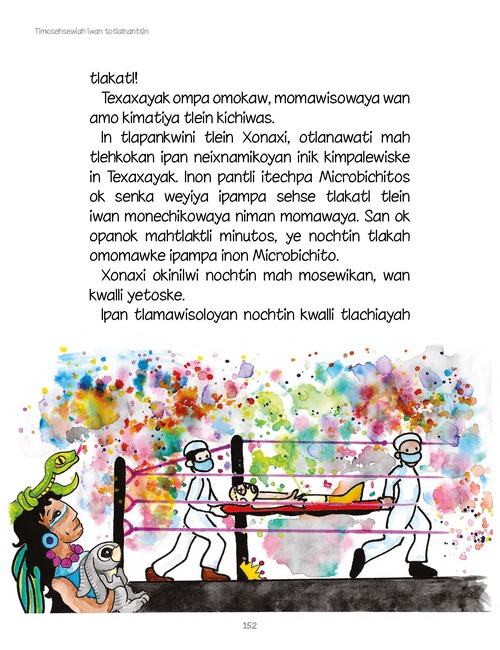 Timosehsewiah iwan totlalnantsin
tlakatl!
Texaxayak ompa omokaw, momawisowaya wan
amo kimatiya tlein kichiwas.
In tlapankwini tlein Xonaxi, otlanawati mah
tlehkokan ipan neixnamikoyan inik kimpalewiske
in Texaxayak. Inon pantli itechpa Microbichitos
ok senka weyiya ipampa sehse tlakatl tlein
iwan monechikowaya niman momawaya. San ok
opanok mahtlaktli minutos, ye nochtin tlakah
omomawke ipampa inon Microbichito.
Xonaxi okinilwi nochtin mah mosewikan, wan
kwalli yetoske.
Ipan tlamawisoloyan nochtin kwalli tlachiayah
152